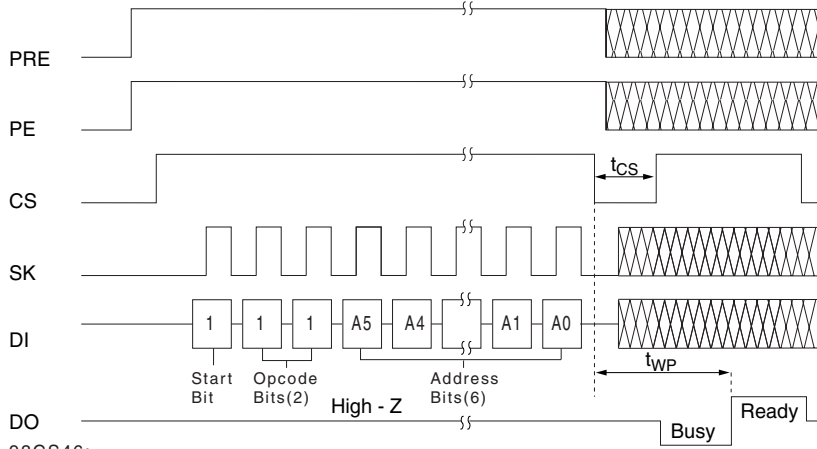 PRE
PE
CS
tCS
SK
DI
1 1 1 A5 A4 A1 A0
Start Bit
Opcode Bits(2)
Address Bits(6)
tWP
DO
High - Z
Busy
Ready